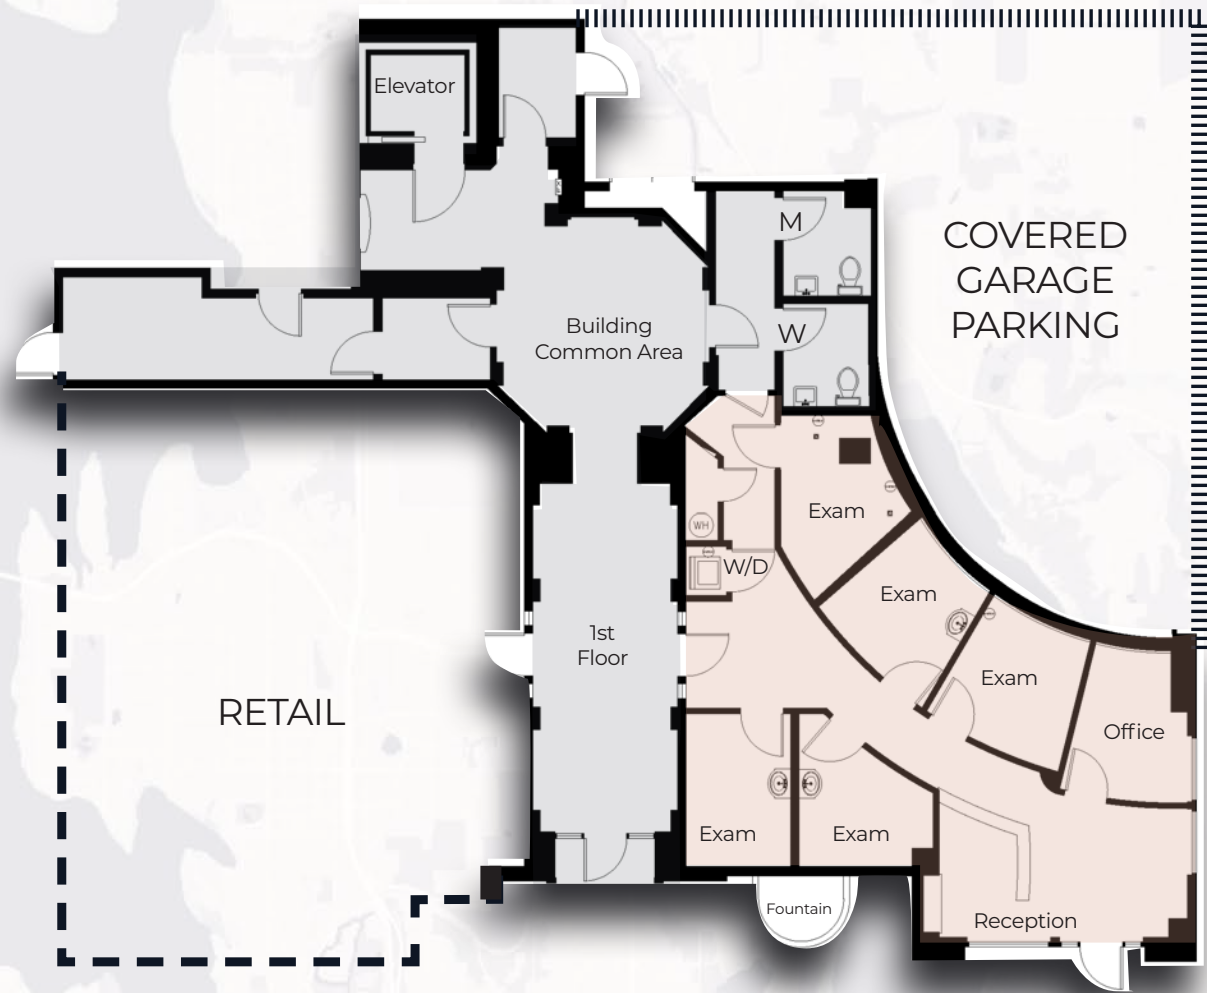 Elevator
M
COVERED
GARAGE
PARKING
Building
Common Area
W
Exam
WH
W/D
Exam
1st
Floor
Exam
RETAIL
Office
Exam
Exam
Fountain
Reception